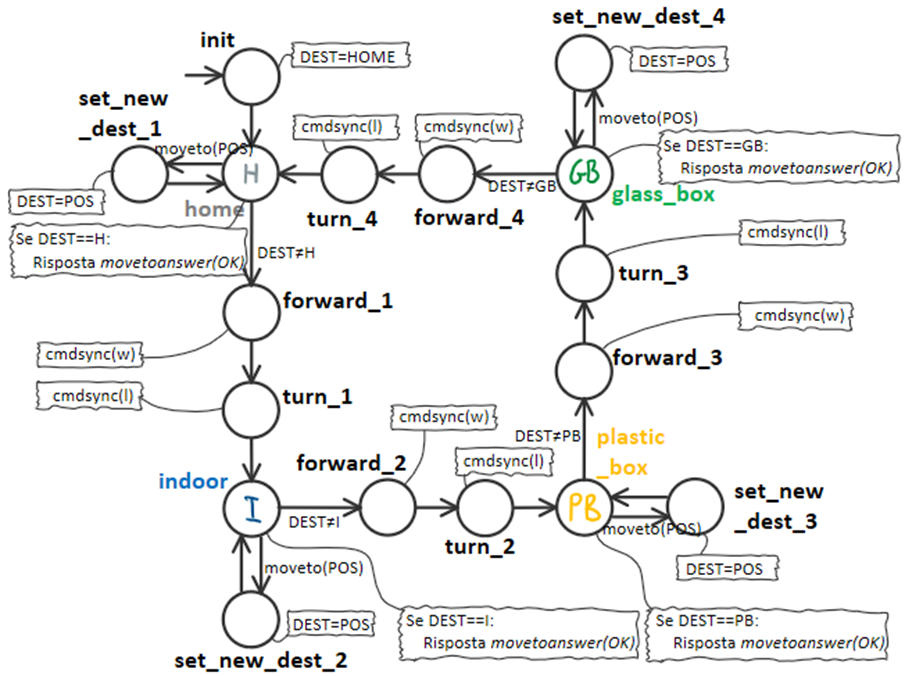 set_new_dest_4
init
DEST=HOME
DEST=POS
set_new
_dest_1
moveto(POS)
cmdsync(l)
cmdsync(w)
moveto(POS)
Se DEST==GB:
Risposta movetoanswer(OK)
H
GB
DEST≠GB
DEST=POS
home
turn_4
forward_4
glass_box
Se DEST==H:
Risposta movetoanswer(OK)
DEST≠H
cmdsync(l)
turn_3
forward_1
cmdsync(w)
cmdsync(w)
forward_3
cmdsync(l)
turn_1
cmdsync(w)
DEST≠PB
plastic
_box
indoor
forward_2
cmdsync(l)
I
DEST≠I
PB
set_new
_dest_3
moveto(POS)
turn_2
moveto(POS)
DEST=POS
DEST=POS
Se DEST==I:
Risposta movetoanswer(OK)
Se DEST==PB:
Risposta movetoanswer(OK)
set_new_dest_2